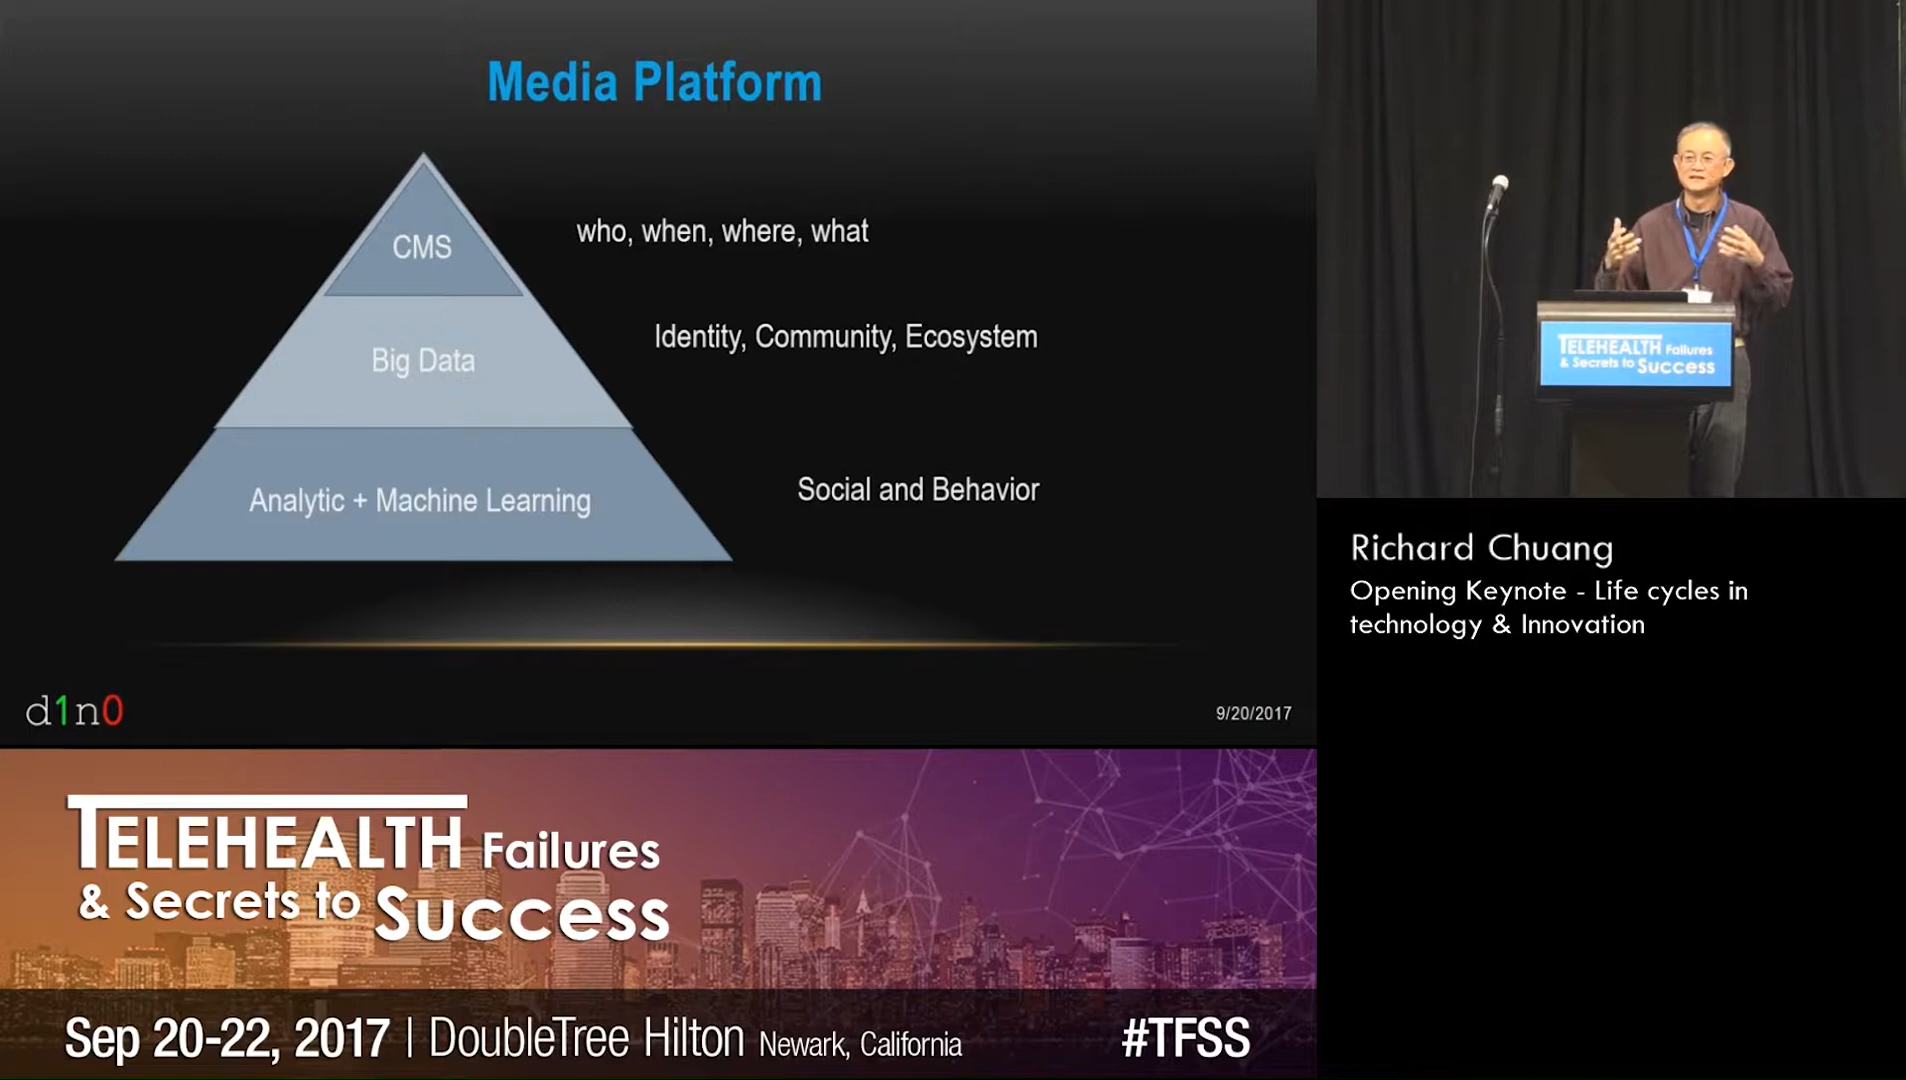 Media Platform
CMS
who, when, where, what
Big Data
Identity, Community, Ecosystem
Analytic + Machine Learning
Social and Behavior
d1n0
9/20/2017
TELEHEALTH Failures
& Secrets to Success
Richard Chuang
Opening Keynote - Life cycles in
technology & Innovation
TELEHEALTH Failures
& Secrets to Success
Sep 20-22, 2017 | DoubleTree Hilton Newark, California
#TFSS